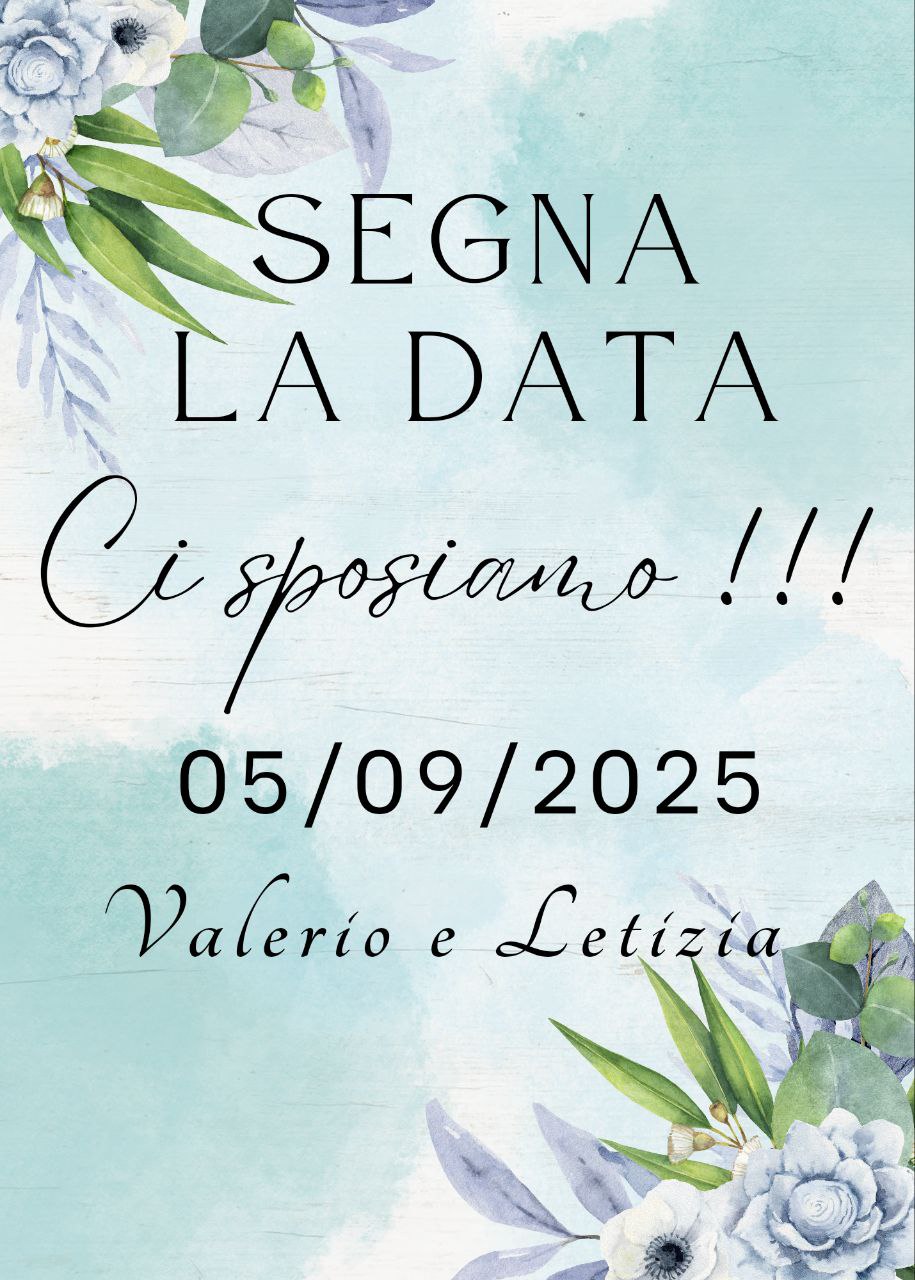 SEGNA
LA DATA
Ci sposiamo !!!
05/09/2025
Valerio e Letizia